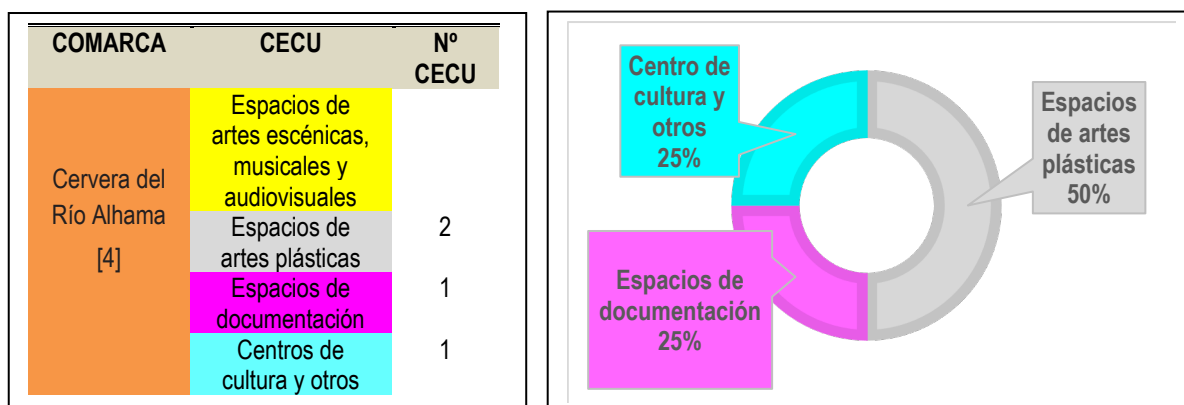 COMARCA CECU Nº
CECU
Cervera del
Río Alhama
[4]
Espacios de
artes escénicas,
musicales y
audiovisuales
Espacios de 2
artes plásticas
Espacios de 1
documentación
Centros de 1
cultura y otros
Centro de
cultura y
otros
25%
Espacios
de artes
plásticas
50%
Espacios de
documentación
25%